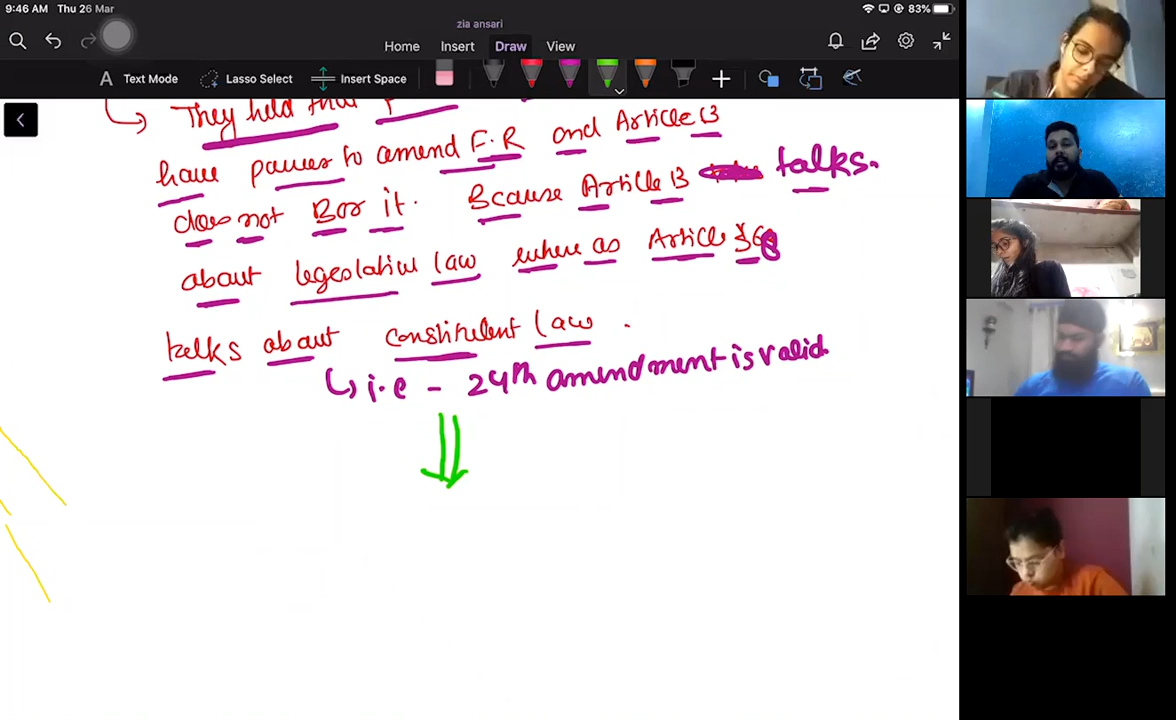 9:46 AM Thu 26 Mar
83%
zia ansari
Home Insert Draw View
A Text Mode Lasso Select Insert Space
They held that
have powers to amend F.R and Article 13
does not Bar it. Bcause Article 13 talks.
about legeslative law where as Article 368
talks about constituent law.
i.e - 24th amendment is valid.